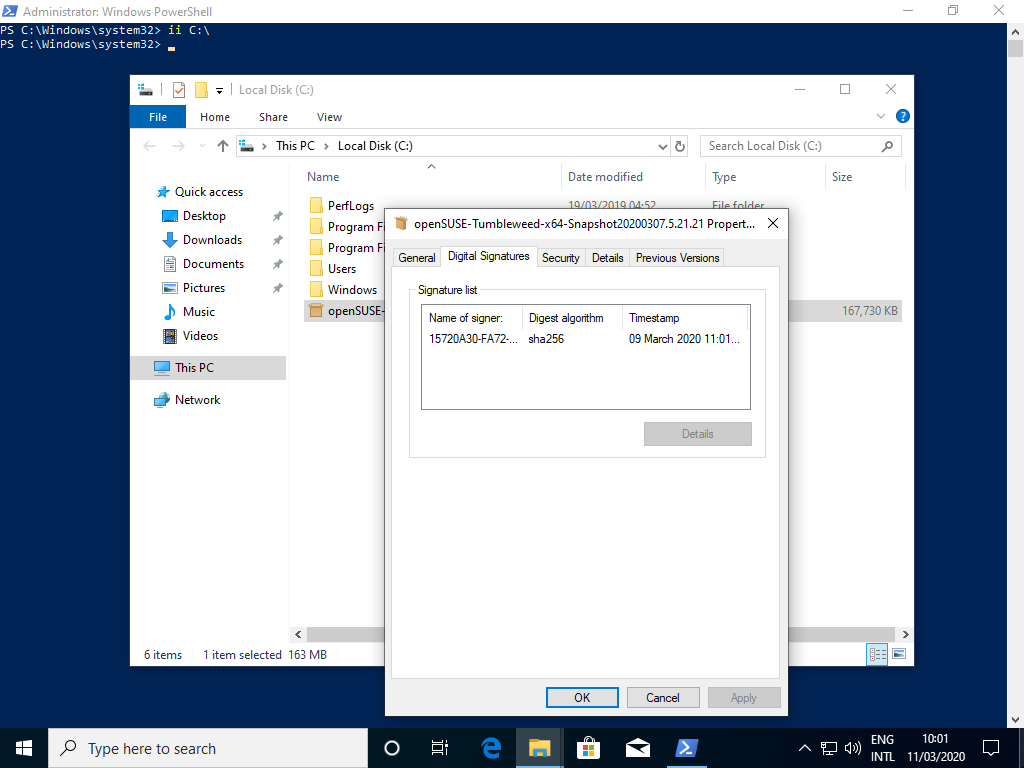 Administrator: Windows PowerShell
PS C:\Windows\system32> ii C:\
PS C:\Windows\system32>
Local Disk (C:)
File Home Share View
This PC Local Disk (C:)
Search Local Disk (C:)
Name Date modified Type Size
Quick access
Desktop
Downloads
Documents
Pictures
Music
Videos
This PC
Network
PerfLogs 19/03/2019 04:52 File folder
Program Fi
Program Fi
Users
Windows
openSUSE- 167,730 KB
openSUSE-Tumbleweed-x64-Snapshot20200307.5.21.21 Propert...
General Digital Signatures Security Details Previous Versions
Signature list
Name of signer: Digest algorithm Timestamp
15720A30-FA72-... sha256 09 March 2020 11:01...
Details
OK Cancel Apply
6 items 1 item selected 163 MB
Type here to search
ENG
INTL
10:01
11/03/2020